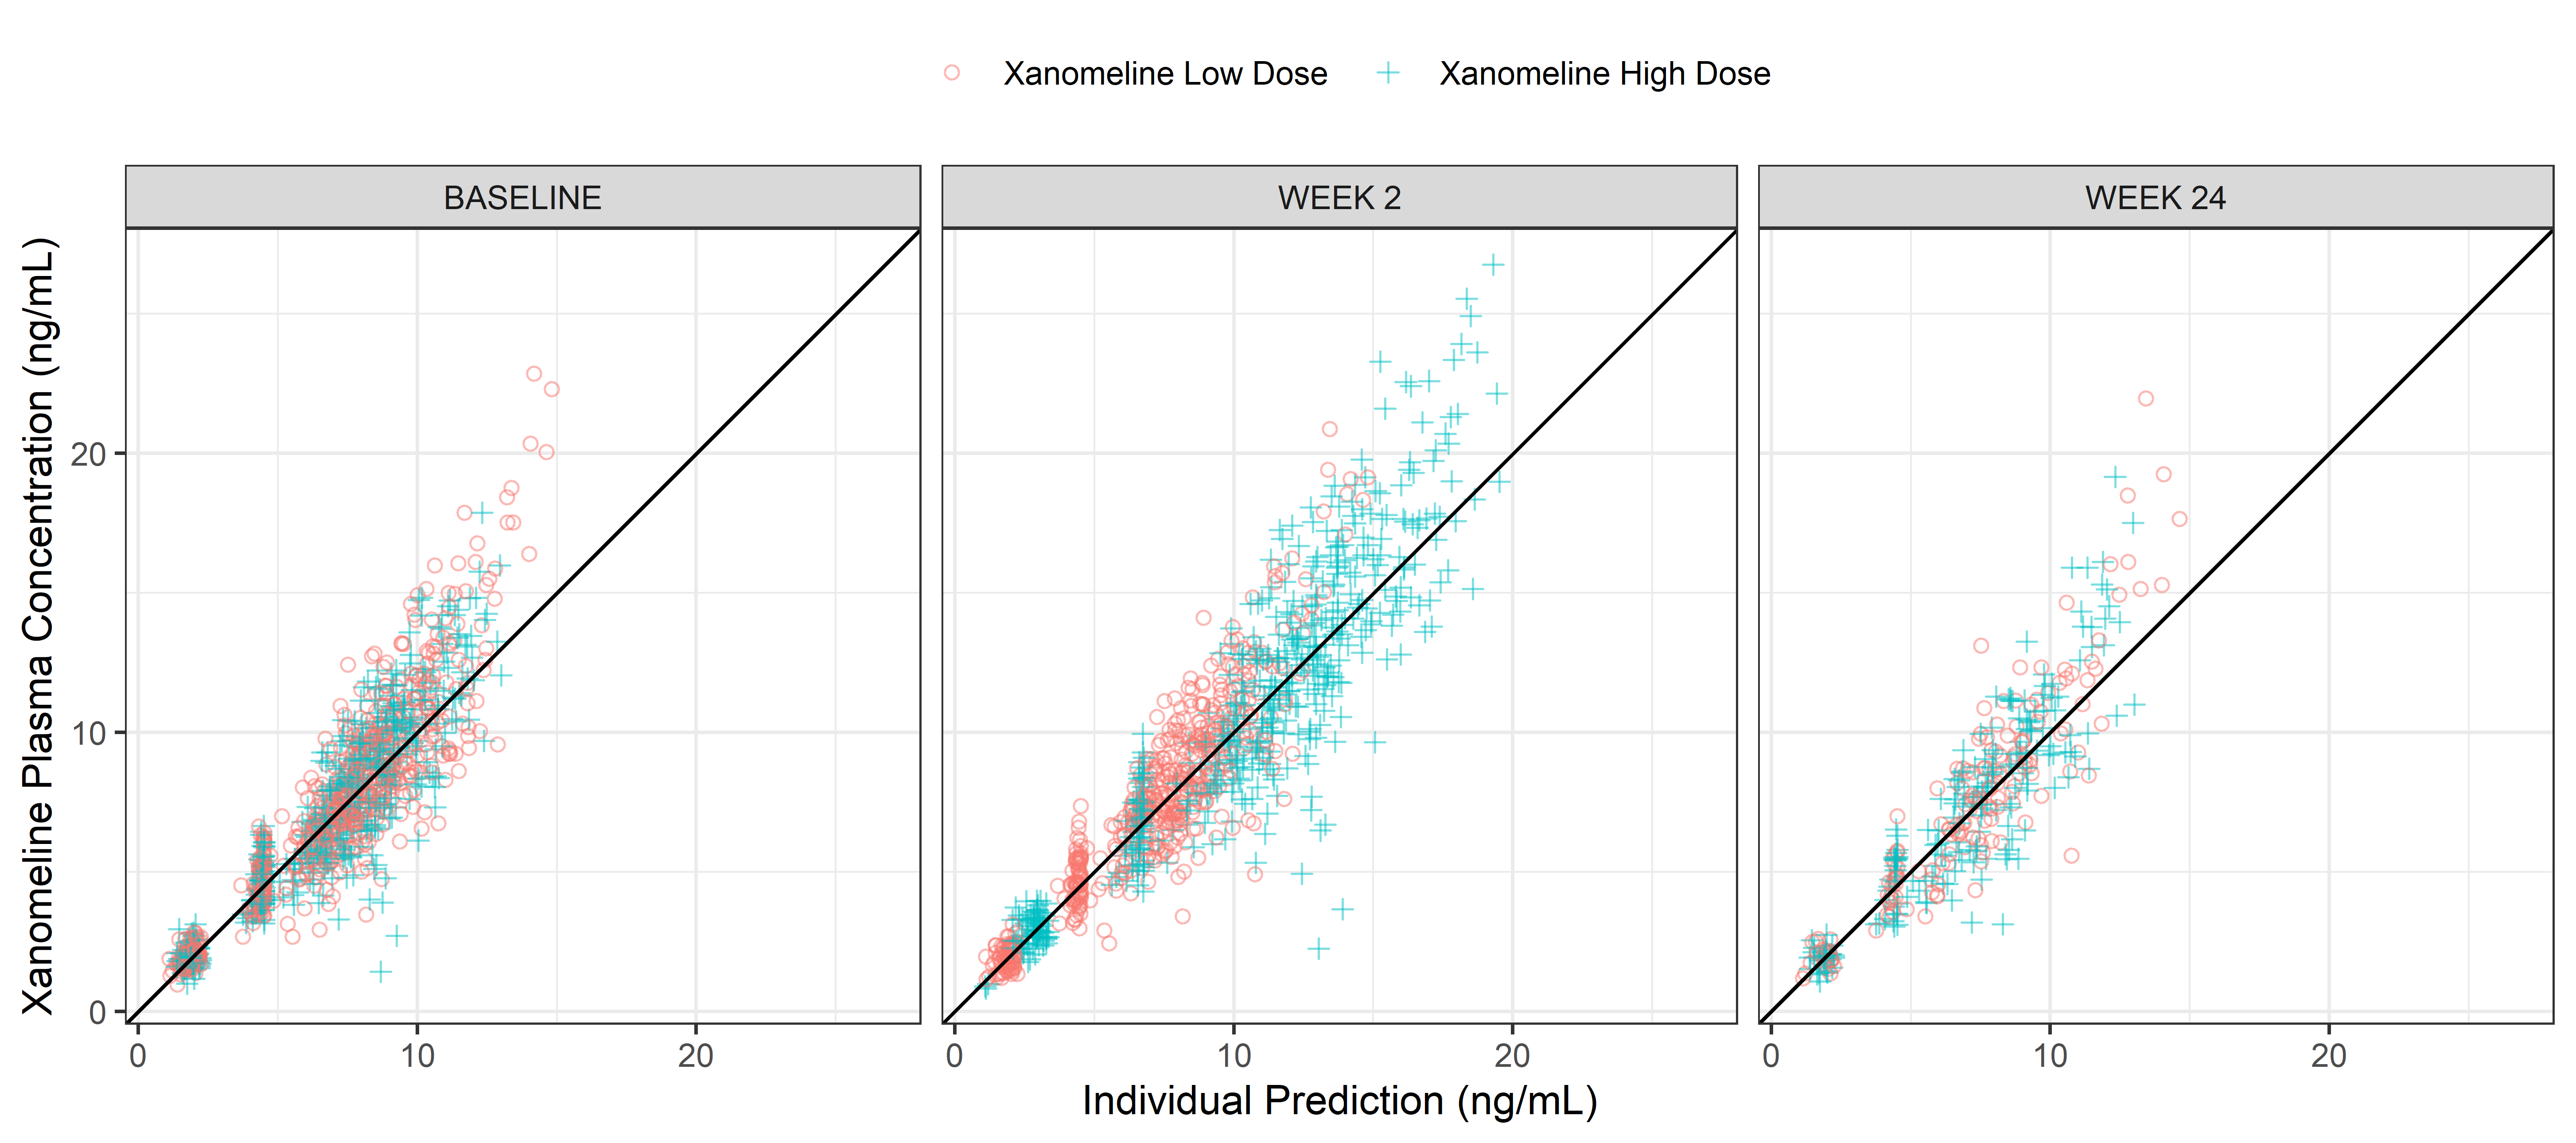 Xanomeline Low Dose Xanomeline High Dose
BASELINE WEEK 2 WEEK 24
Xanomeline Plasma Concentration (ng/mL)
20
10
0
0 10 20 0 10 20 0 10 20
Individual Prediction (ng/mL)